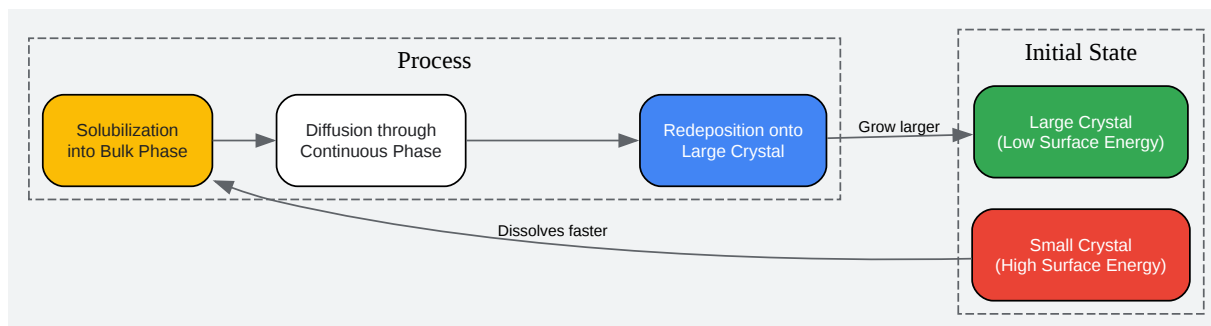 Process
Initial State
Solubilization
into Bulk Phase
Diffusion through
Continuous Phase
Redeposition onto
Large Crystal
Grow larger
Large Crystal
(Low Surface Energy)
Dissolves faster
Small Crystal
(High Surface Energy)